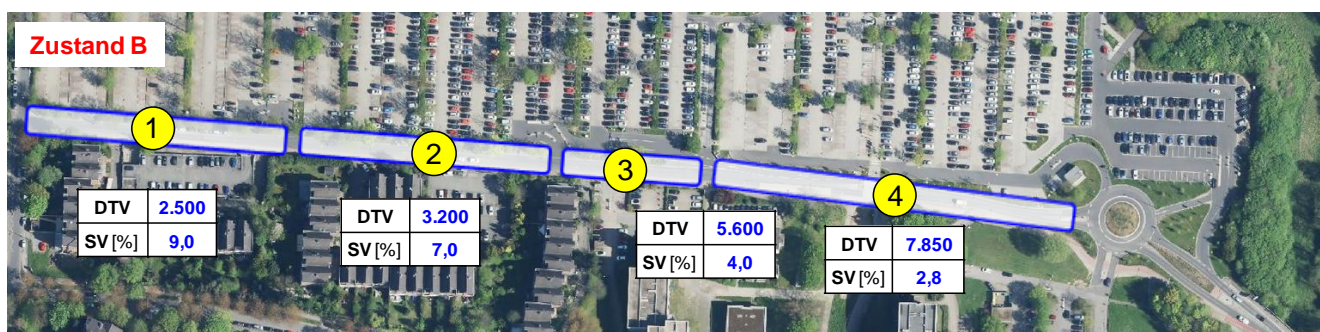 Zustand B
1
2
3
4
DTV 2.500
SV [%] 9,0
DTV 3.200
SV [%] 7,0
DTV 5.600
SV [%] 4,0
DTV 7.850
SV [%] 2,8